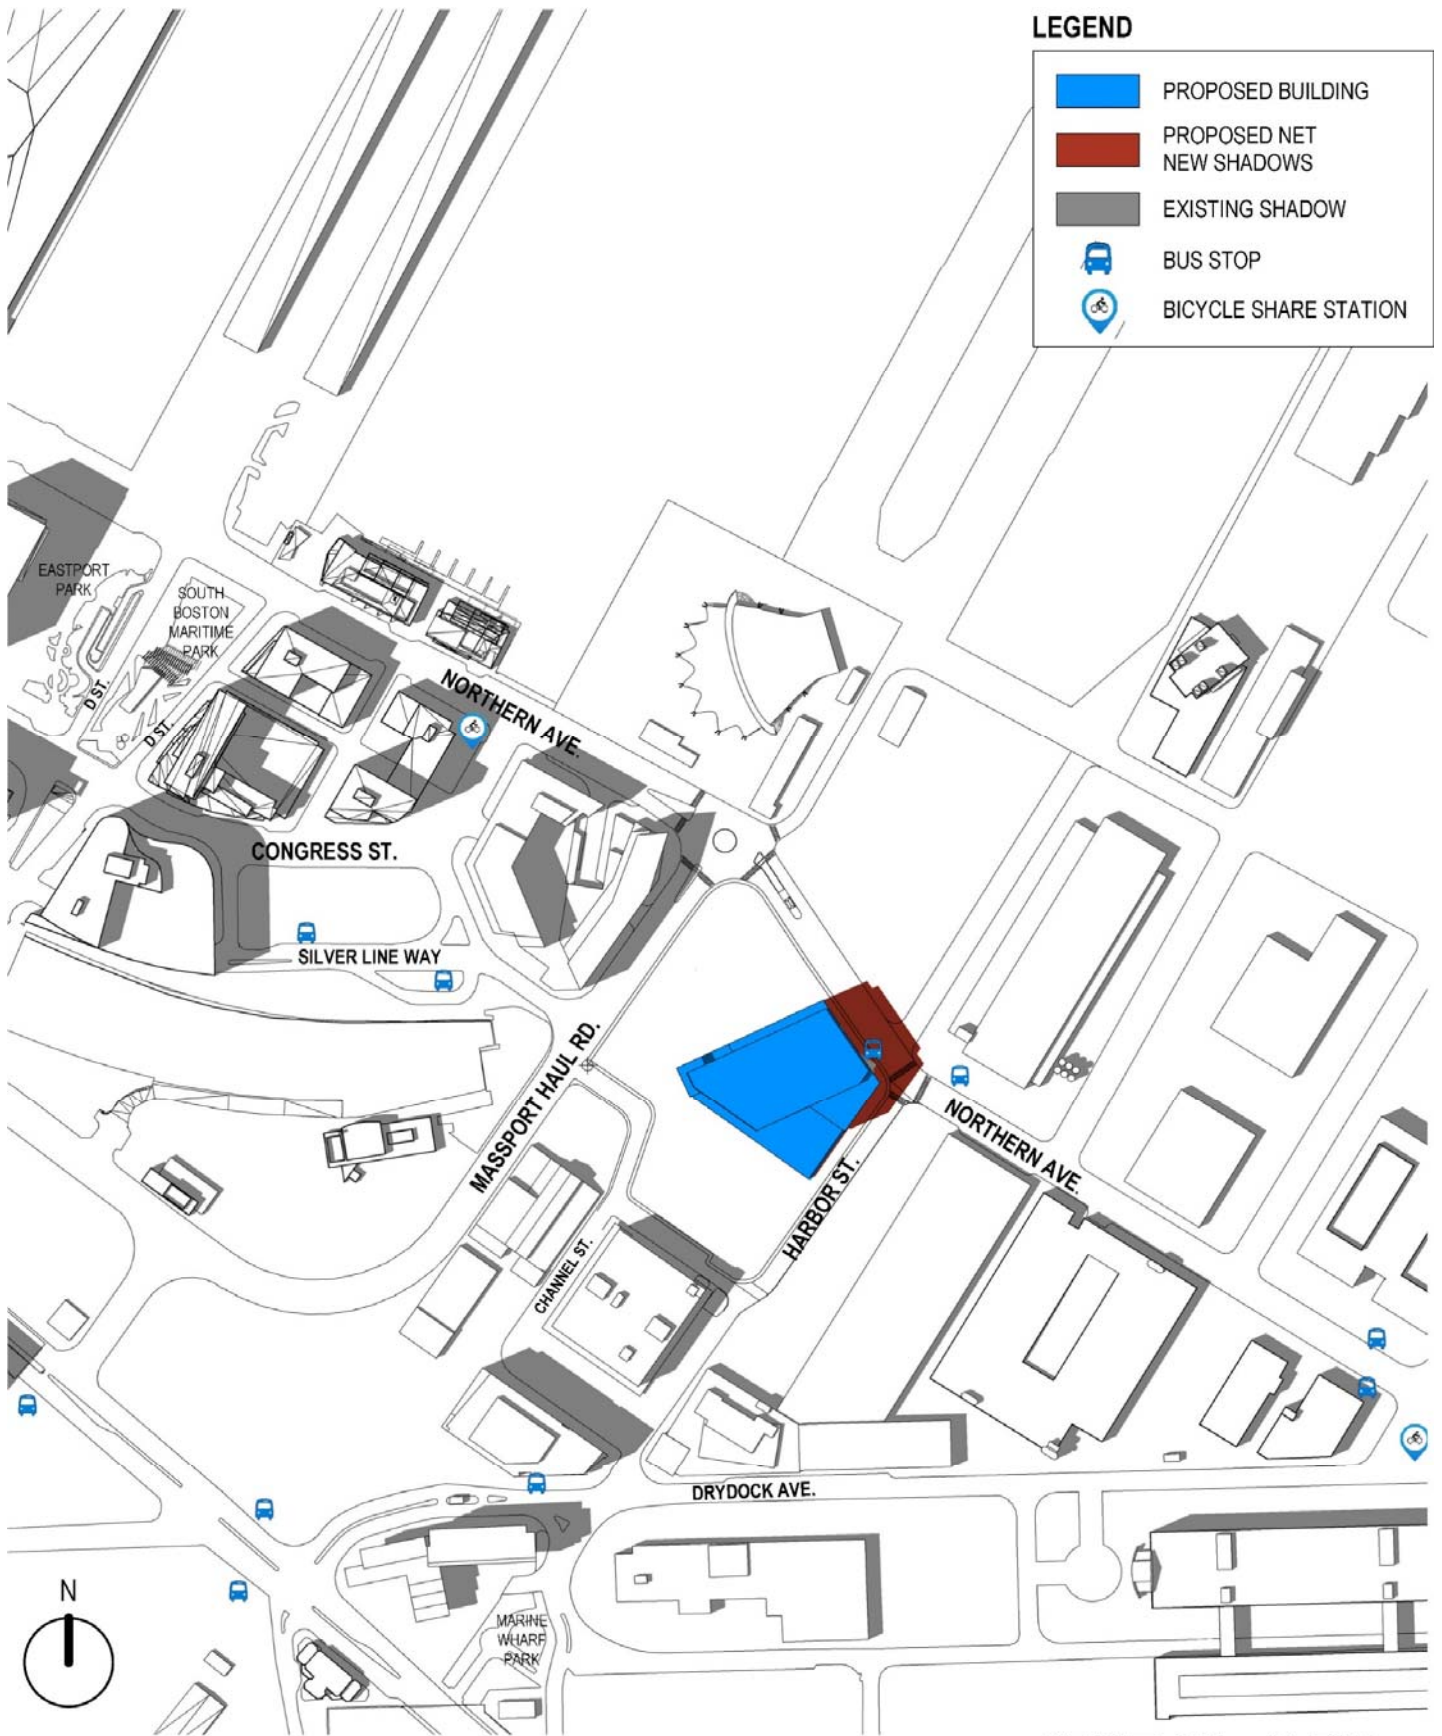 LEGEND
PROPOSED BUILDING
PROPOSED NET
NEW SHADOWS
EXISTING SHADOW
BUS STOP
BICYCLE SHARE STATION
EASTPORT
PARK
SOUTH
BOSTON
MARITIME
PARK
D ST.
D ST.
NORTHERN AVE.
CONGRESS ST.
SILVER LINE WAY
MASSPORT HAUL RD.
NORTHERN AVE.
HARBOR ST.
CHANNEL ST.
DRYDOCK AVE.
N
MARINE
WHARF
PARK